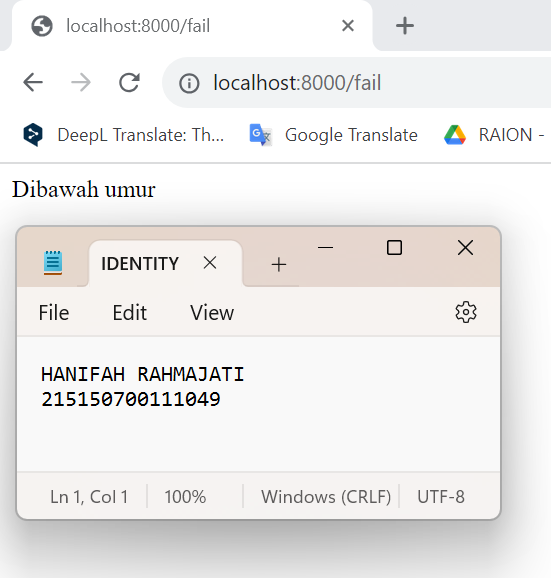 localhost:8000/fail
localhost:8000/fail
DeepL Translate: Th... Google Translate RAION -
Dibawah umur
IDENTITY
File Edit View
HANIFAH RAHMAJATI
215150700111049
Ln 1, Col 1 100% Windows (CRLF) UTF-8